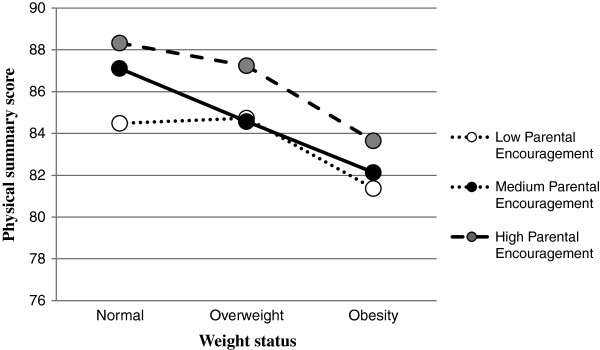 90
88
86
84
82
80
78
76
Physical summary score
Normal
Overweight
Obesity
Weight status
Low Parental
Encouragement
Medium Parental
Encouragement
High Parental
Encouragement